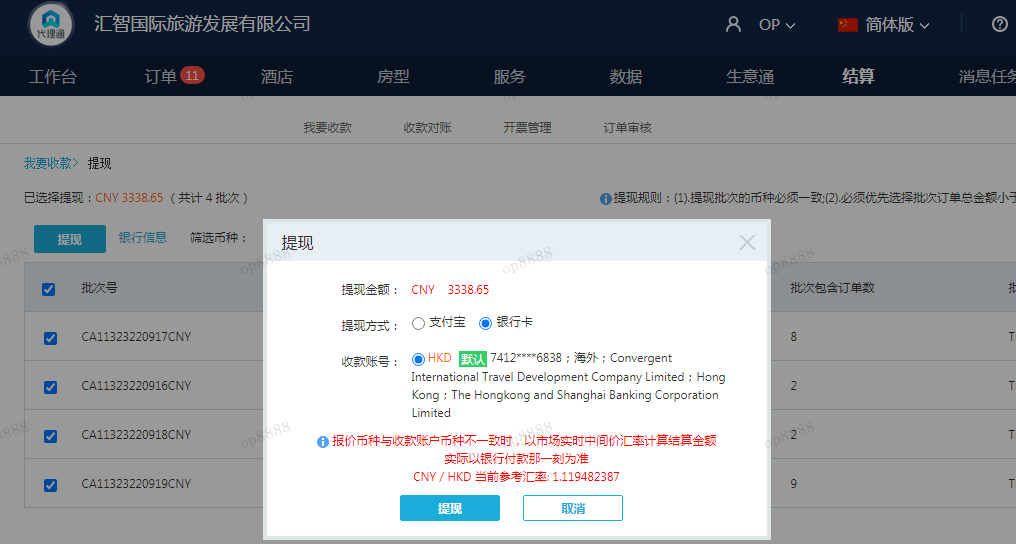 代理通 汇智国际旅游发展有限公司 OP 简体版
工作台 订单 11 酒店 房型 服务 数据 生意通 结算 消息任务
我要收款 收款对账 开票管理 订单审核
我要收款> 提现
已选择提现：CNY 3338.65（共计 4 批次） 提现规则：(1).提现批次的币种必须一致;(2).必须优先选择批次订单总金额小于
提现 银行信息 筛选币种：
批次号 批次包含订单数
CA11323220917CNY 8
CA11323220916CNY 2
CA11323220918CNY 2
CA11323220919CNY 9
提现
提现金额： CNY 3338.65
提现方式： 支付宝 银行卡
收款账号： HKD 默认 7412****6838；海外；Convergent
International Travel Development Company Limited；Hong
Kong；The Hongkong and Shanghai Banking Corporation
Limited
报价币种与收款账户币种不一致时，以市场实时中间价汇率计算结算金额
实际以银行付款那一刻为准
CNY / HKD 当前参考汇率: 1.119482387
提现 取消
op8888
op8888
op8888
op8888
op8888
op8888